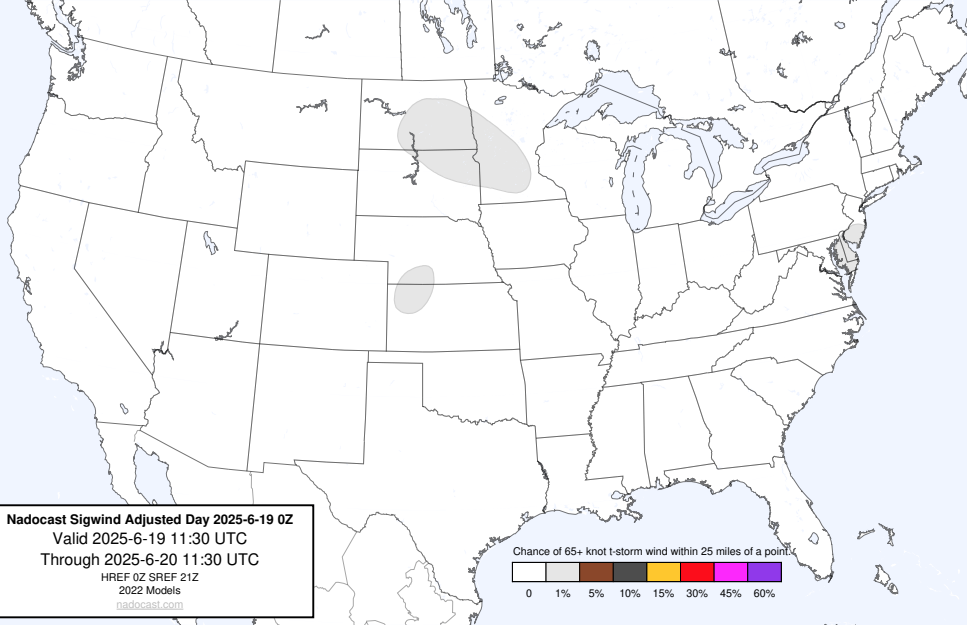 Nadocast Sigwind Adjusted Day 2025-6-19 0Z
Valid 2025-6-19 11:30 UTC
Through 2025-6-20 11:30 UTC
HREF 0Z SREF 21Z
2022 Models
nadocast.com
Chance of 65+ knot t-storm wind within 25 miles of a point.
0 1% 5% 10% 15% 30% 45% 60%